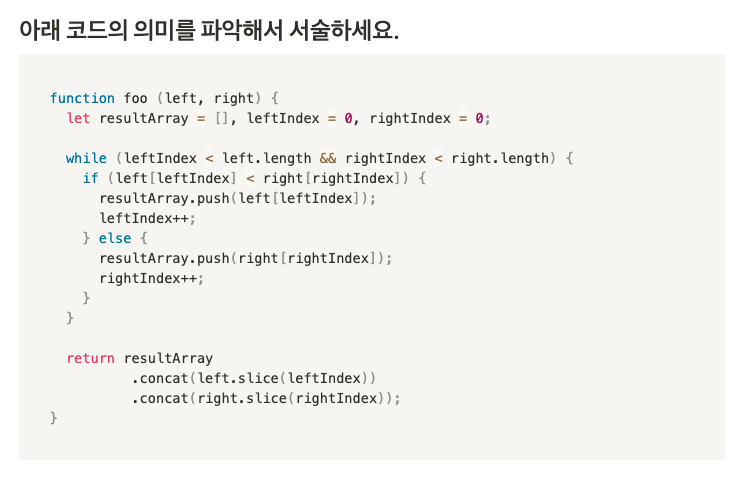 아래 코드의 의미를 파악해서 서술하세요.
function foo (left, right) {
let resultArray = [], leftIndex = 0, rightIndex = 0;
while (leftIndex < left.length && rightIndex < right.length) {
if (left[leftIndex] < right[rightIndex]) {
resultArray.push(left[leftIndex]);
leftIndex++;
} else {
resultArray.push(right[rightIndex]);
rightIndex++;
}
}
return resultArray
.concat(left.slice(leftIndex))
.concat(right.slice(rightIndex));
}